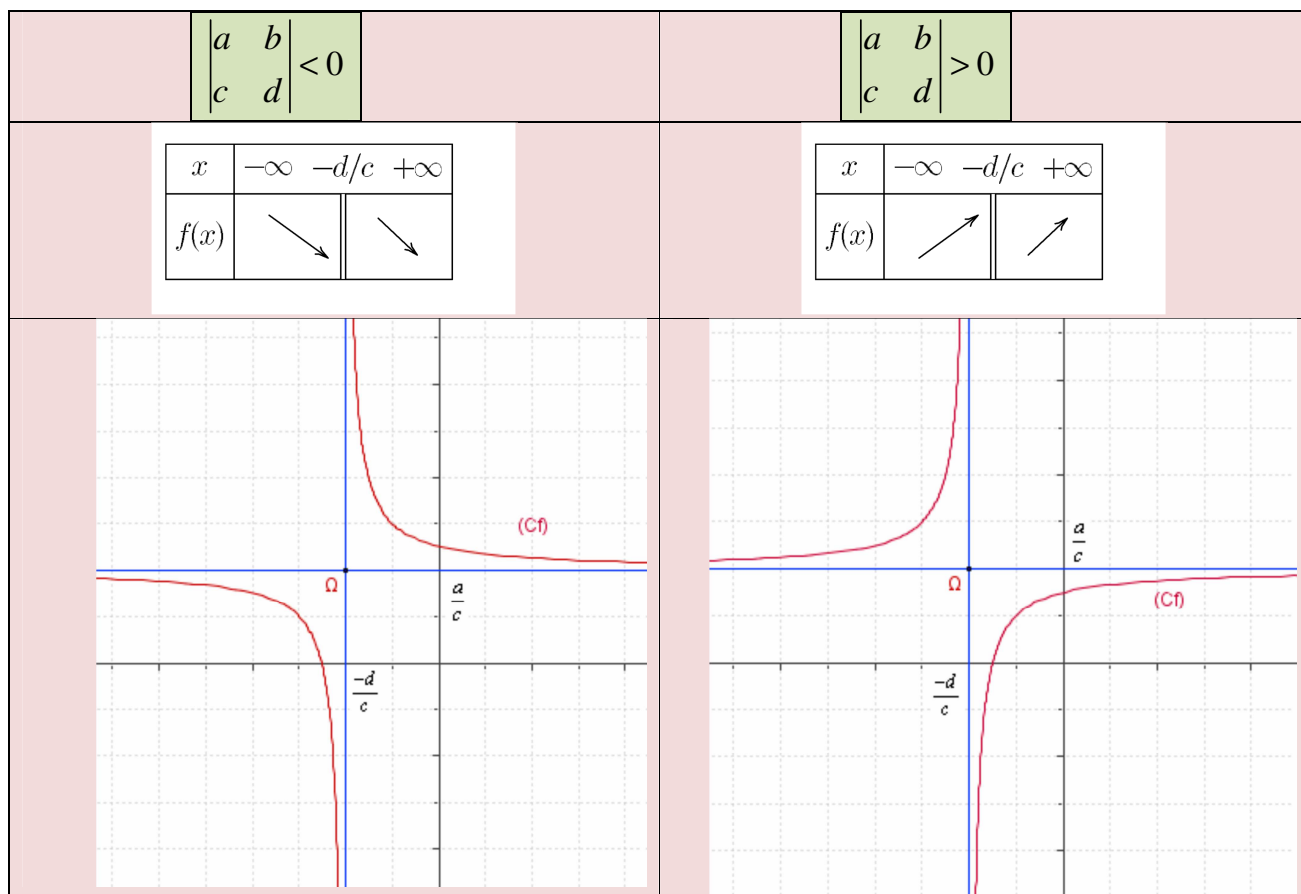 |a b|
|c d| < 0
|a b|
|c d| > 0
x −∞ −d/c +∞
f(x)
x −∞ −d/c +∞
f(x)
(Cf)
Ω
a
c
−d
c
a
c
Ω
(Cf)
−d
c